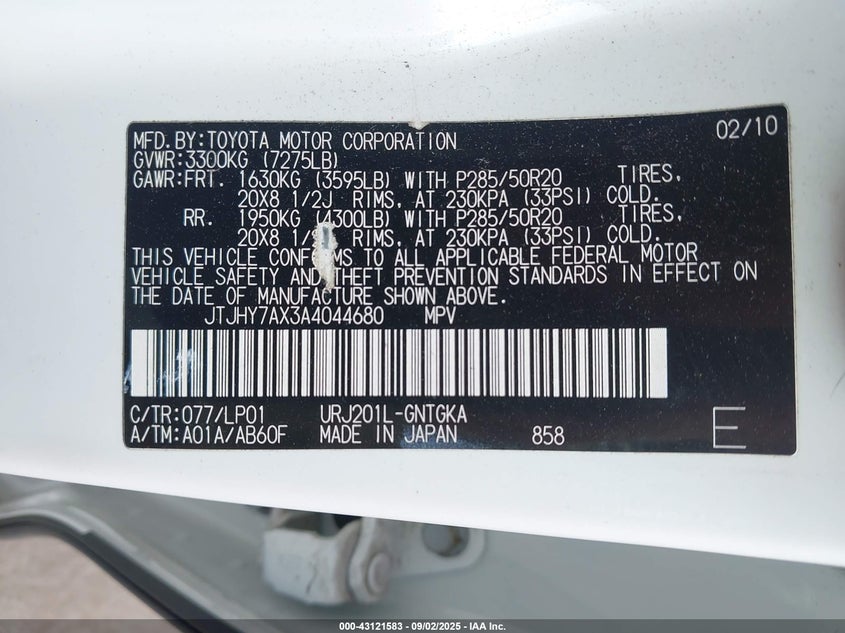 02/10
MFD.BY:TOYOTA MOTOR CORPORATION
GVWR:3300KG (7275LB)
GAWR:FRT. 1630KG (3595LB) WITH P285/50R20 TIRES,
20X8 1/2J RIMS, AT 230KPA (33PSI) COLD.
RR. 1950KG (4300LB) WITH P285/50R20 TIRES,
20X8 RIMS, AT 230KPA (33PSI) COLD.
THIS VEHICLE CONFORMS TO ALL APPLICABLE FEDERAL MOTOR
VEHICLE SAFETY AND THEFT PREVENTION STANDARDS IN EFFECT ON
THE DATE OF MANUFACTURE SHOWN ABOVE.
JTJHY7AX3A4044680 MPV
C/TR:077/LP01 URJ201L-GNTGKA
A/TM:A01A/AB60F MADE IN JAPAN 858 E
000-43121583 - 09/02/2025 - IAA Inc.